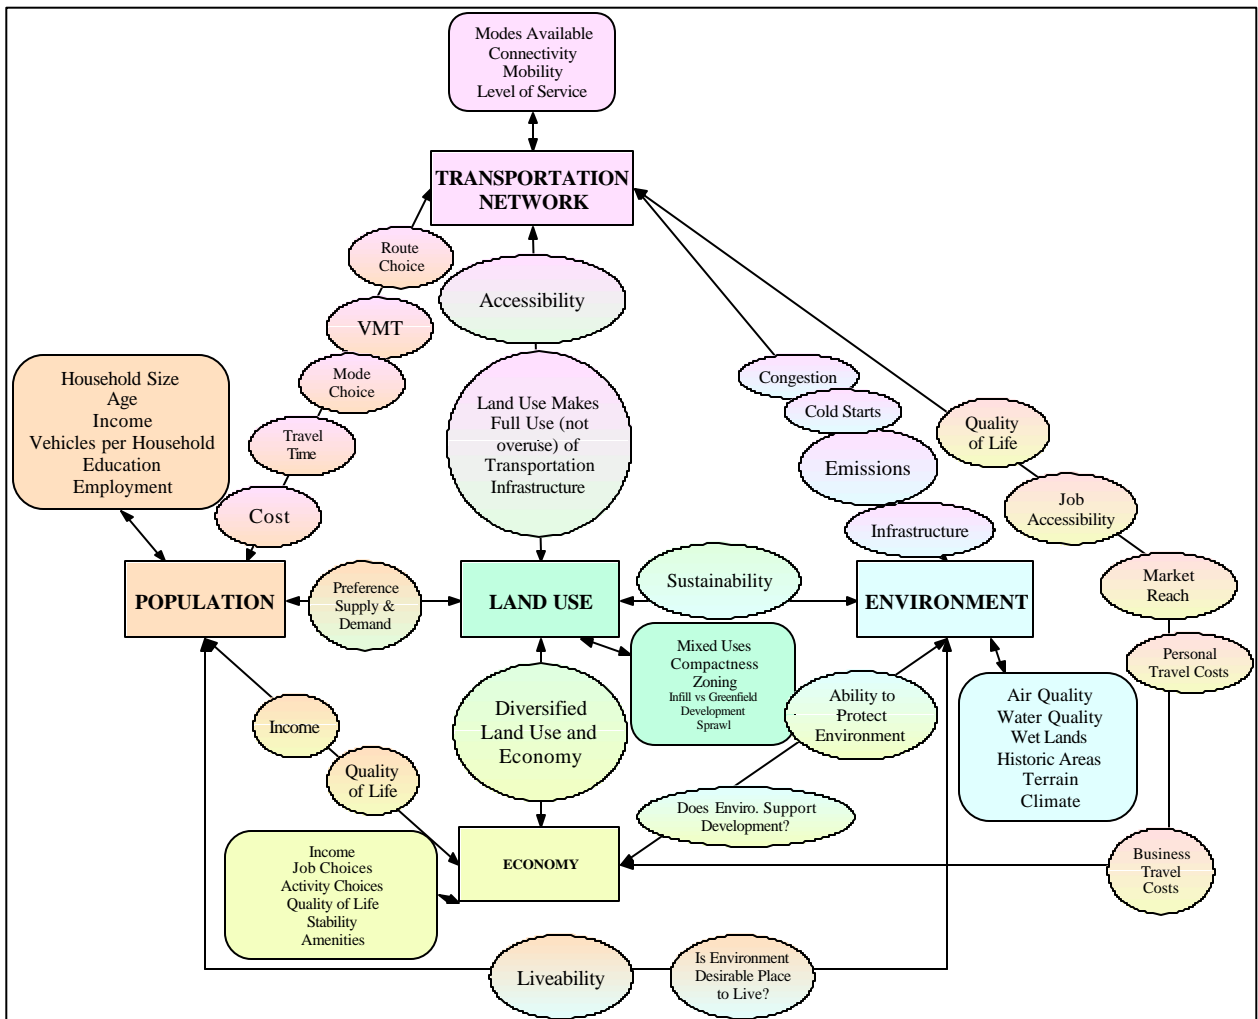 Modes Available
Connectivity
Mobility
Level of Service
TRANSPORTATION
NETWORK
Route
Choice
Accessibility
VMT
Mode
Choice
Household Size
Age
Income
Vehicles per Household
Education
Employment
Land Use Makes
Full Use (not
overuse) of
Transportation
Infrastructure
Congestion
Cold Starts
Quality
of Life
Travel
Time
Emissions
Job
Accessibility
Cost
Infrastructure
Market
Reach
POPULATION
Preference
Supply &
Demand
LAND USE
Sustainability
ENVIRONMENT
Personal
Travel Costs
Mixed Uses
Compactness
Zoning
Infill vs Greenfield
Development
Sprawl
Ability to
Protect
Environment
Air Quality
Water Quality
Wet Lands
Historic Areas
Terrain
Climate
Income
Diversified
Land Use and
Economy
Quality
of Life
Does Enviro. Support
Development?
Income
Job Choices
Activity Choices
Quality of Life
Stability
Amenities
ECONOMY
Business
Travel
Costs
Liveability
Is Environment
Desirable Place
to Live?